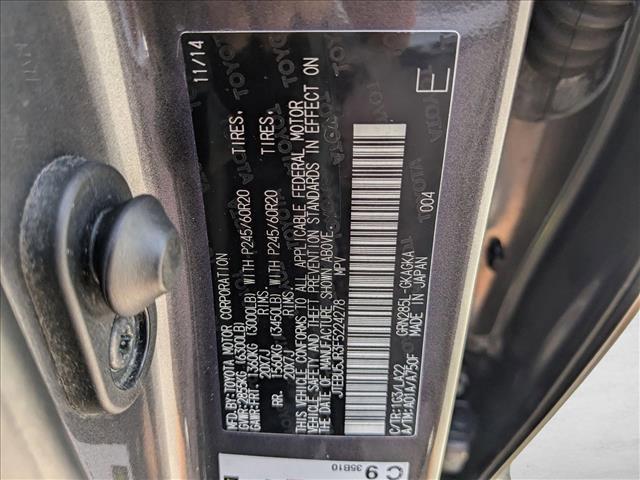 MFD.BY:TOYOTA MOTOR CORPORATION 11/14
GVWR:2855KG (6300LB)
GAWR:FRT. 1360KG (3000LB) WITH P245/60R20 TIRES,
20X7J RIMS,
RR. 1560KG (3450LB) WITH P245/60R20 TIRES,
20X7J RIMS.
THIS VEHICLE CONFORMS TO ALL APPLICABLE FEDERAL MOTOR
VEHICLE SAFETY AND THEFT PREVENTION STANDARDS IN EFFECT ON
THE DATE OF MANUFACTURE SHOWN ABOVE.
JTEBU5JR3F5224278 MPV
004
C/TR:1G3/LA22 GRN285L-GKAGKA
A/TM:A01A/A750F MADE IN JAPAN
E
C 9
35B10